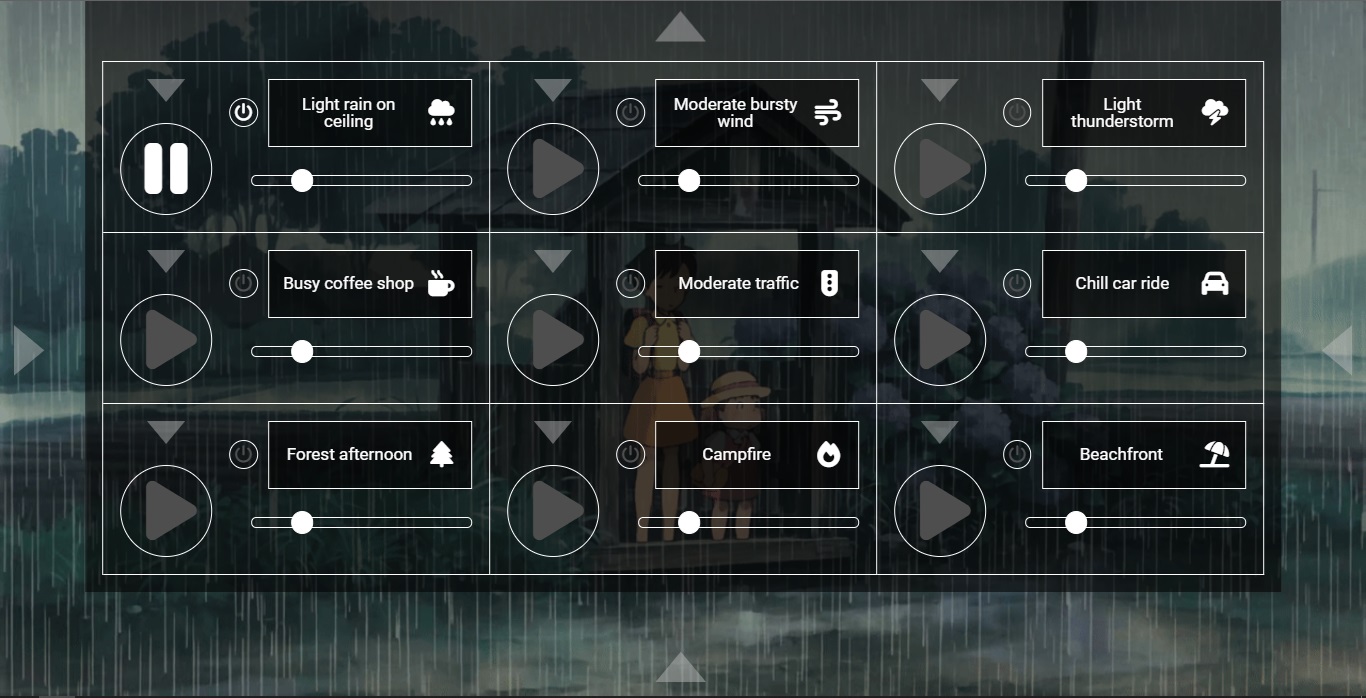 Light rain on
ceiling
Moderate bursty
wind
Light
thunderstorm
Busy coffee shop
Moderate traffic
Chill car ride
Forest afternoon
Campfire
Beachfront